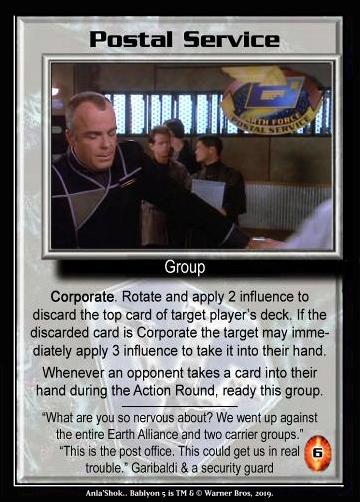 Postal Service
EARTH FORCE
POSTAL SERVICE
Group
Corporate. Rotate and apply 2 influence to
discard the top card of target player's deck. If the
discarded card is Corporate the target may imme-
diately apply 3 influence to take it into their hand.
Whenever an opponent takes a card into their
hand during the Action Round, ready this group.
"What are you so nervous about? We went up against
the entire Earth Alliance and two carrier groups."
"This is the post office. This could get us in real
trouble." Garibaldi & a security guard
6
Anla'Shok.. Bablyon 5 is TM & © Warner Bros, 2019.